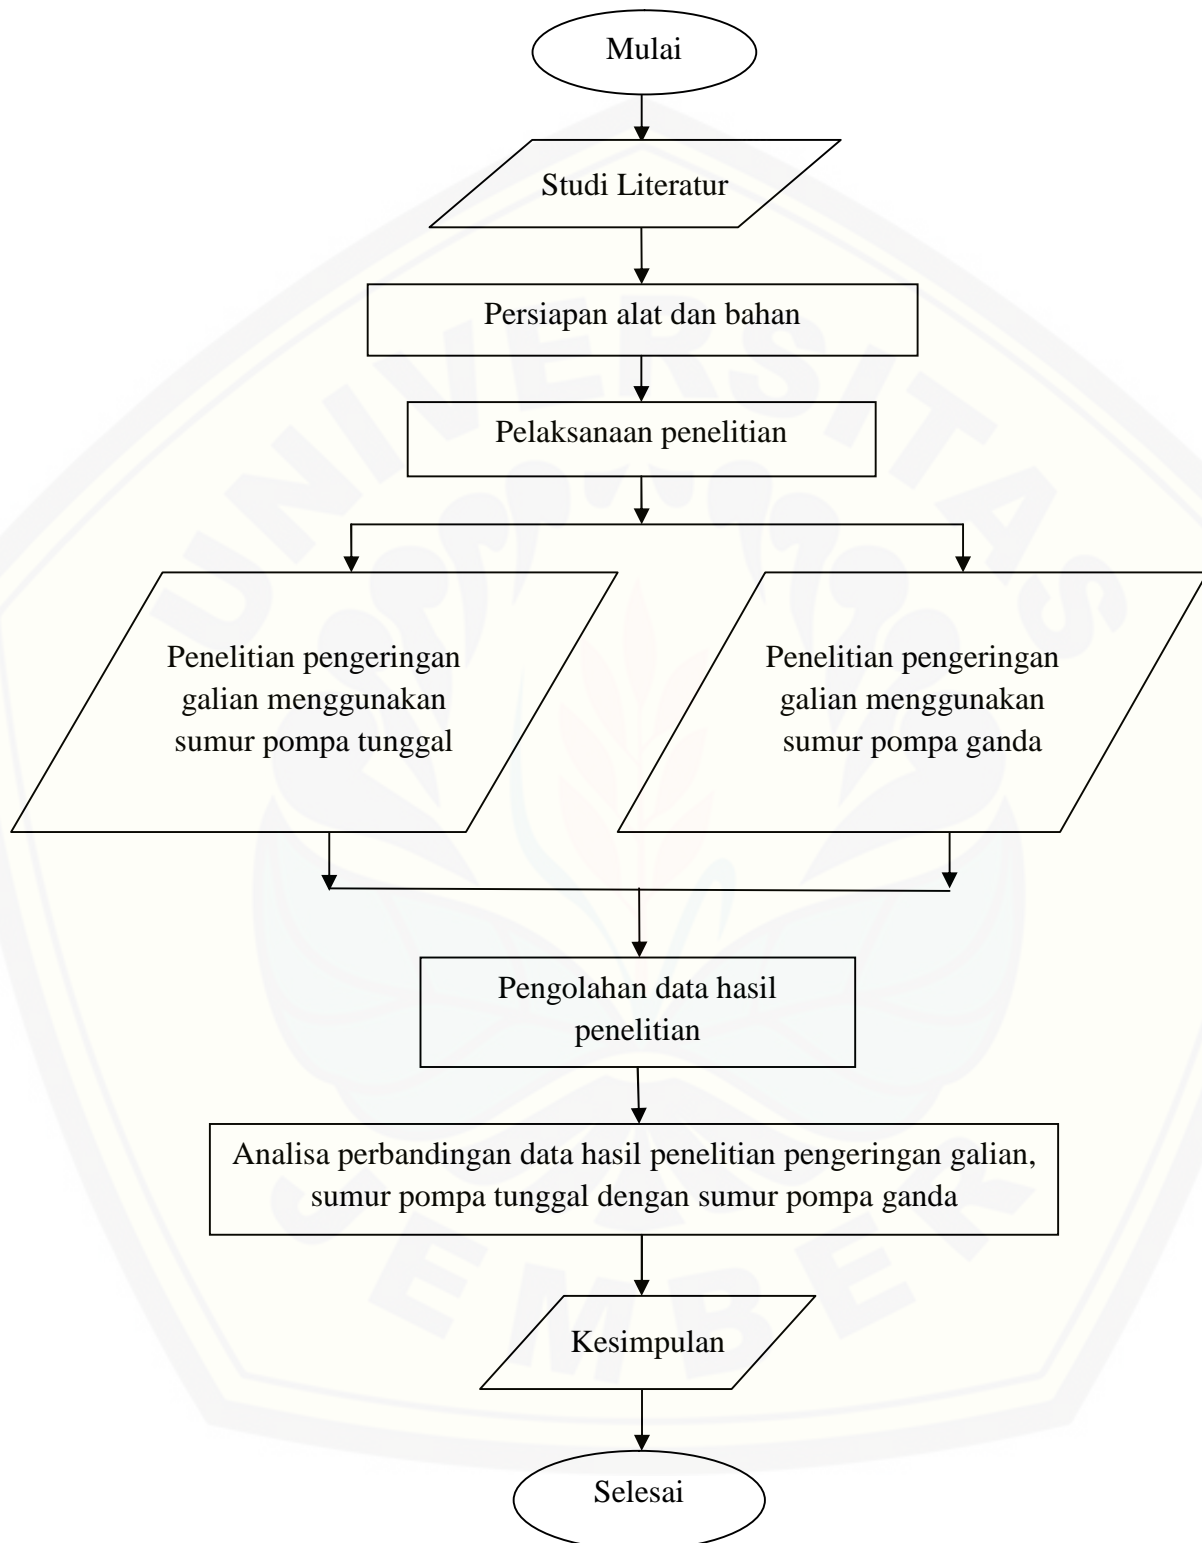 Mulai
Studi Literatur
Persiapan alat dan bahan
Pelaksanaan penelitian
Penelitian pengeringan
galian menggunakan
sumur pompa tunggal
Penelitian pengeringan
galian menggunakan
sumur pompa ganda
Pengolahan data hasil
penelitian
Analisa perbandingan data hasil penelitian pengeringan galian,
sumur pompa tunggal dengan sumur pompa ganda
Kesimpulan
Selesai
UNIVERSITAS
JEMBER